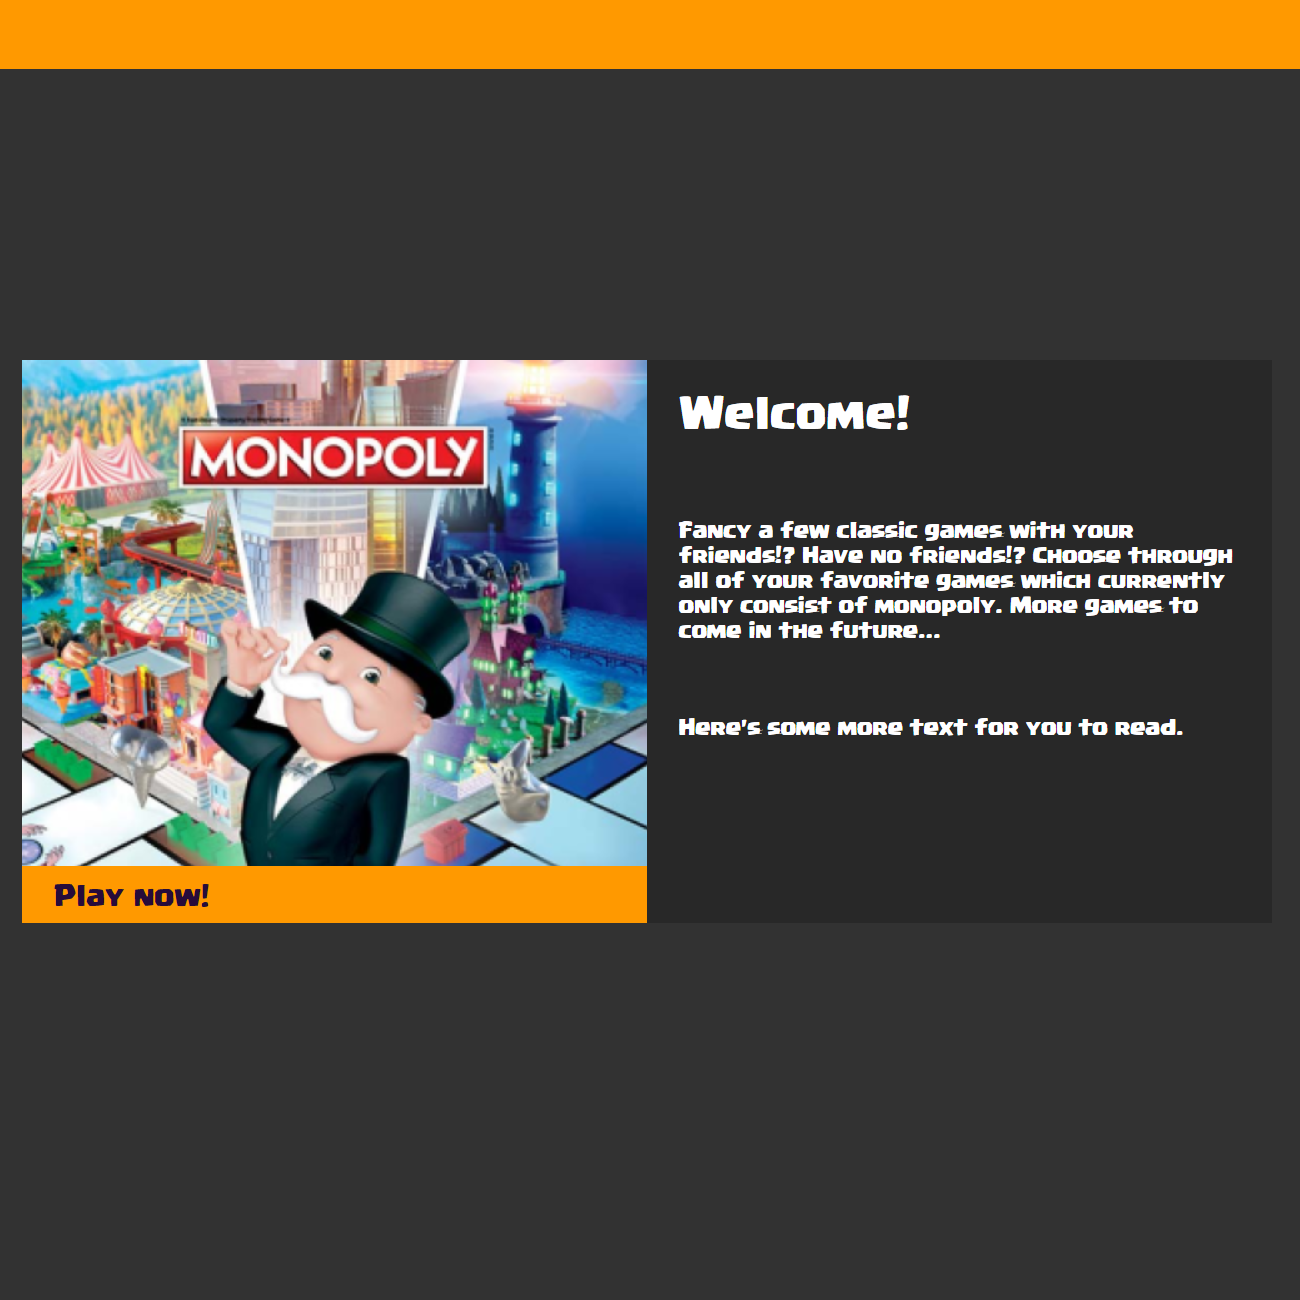 MONOPOLY
Play now!
Welcome!
Fancy a few classic games with your
friends!? Have no friends!? Choose through
all of your favorite games which currently
only consist of monopoly. More games to
come in the future...
Here's some more text for you to read.